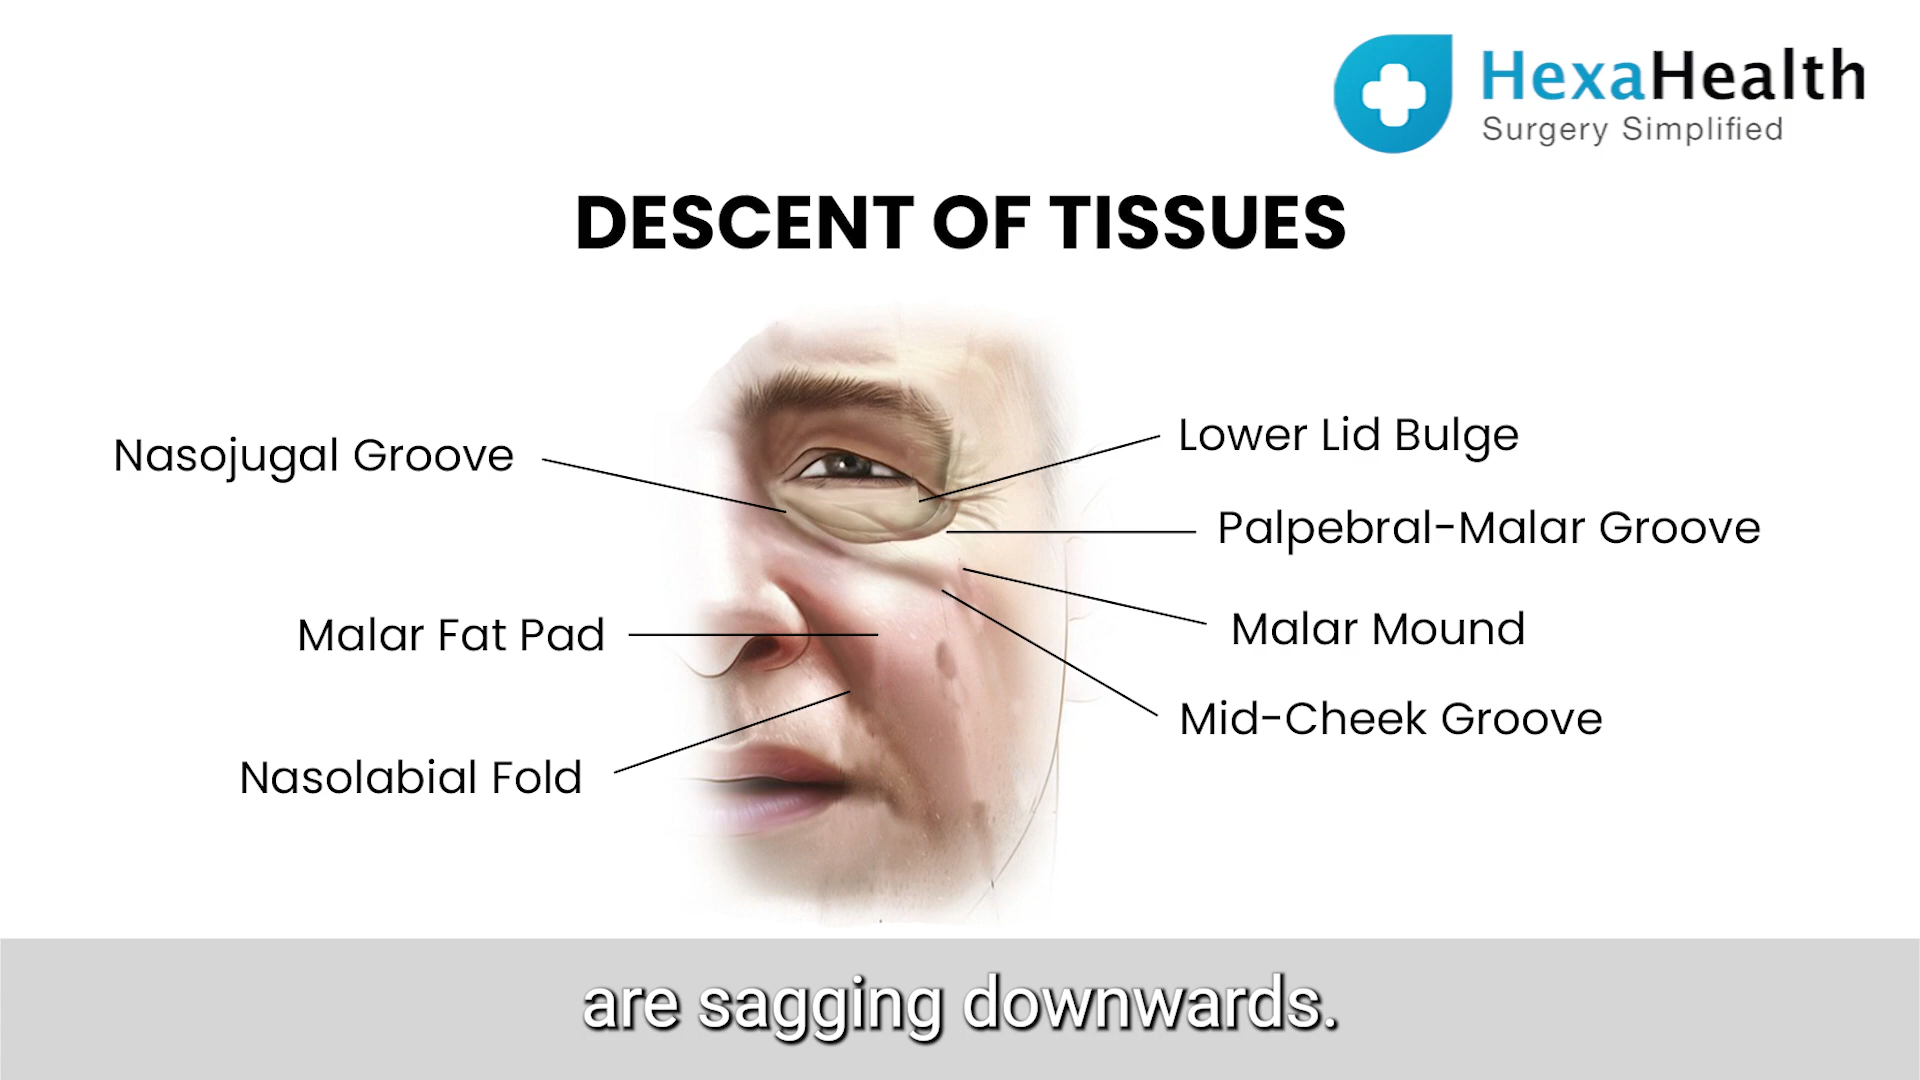 HexaHealth
Surgery Simplified
DESCENT OF TISSUES
Nasojugal Groove
Malar Fat Pad
Nasolabial Fold
Lower Lid Bulge
Palpebral-Malar Groove
Malar Mound
Mid-Cheek Groove
are sagging downwards.